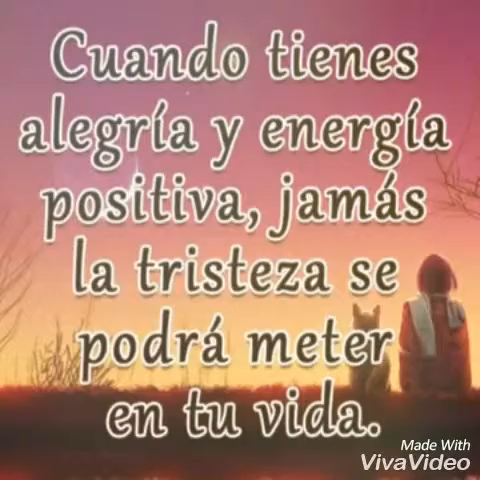 Cuando tienes
alegría y energía
positiva, jamás
la tristeza se
podrá meter
en tu vida.
Made With
VivaVideo